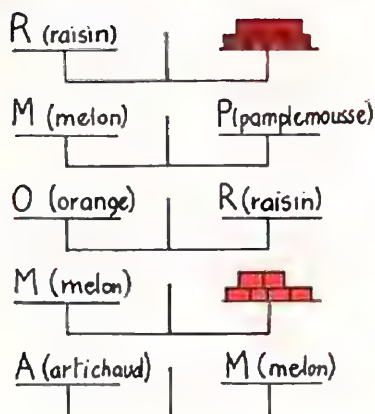 R (raisin)
M (melon) P (pamplemousse)
O (orange) R (raisin)
M (melon)
A (artichaud) M (melon)